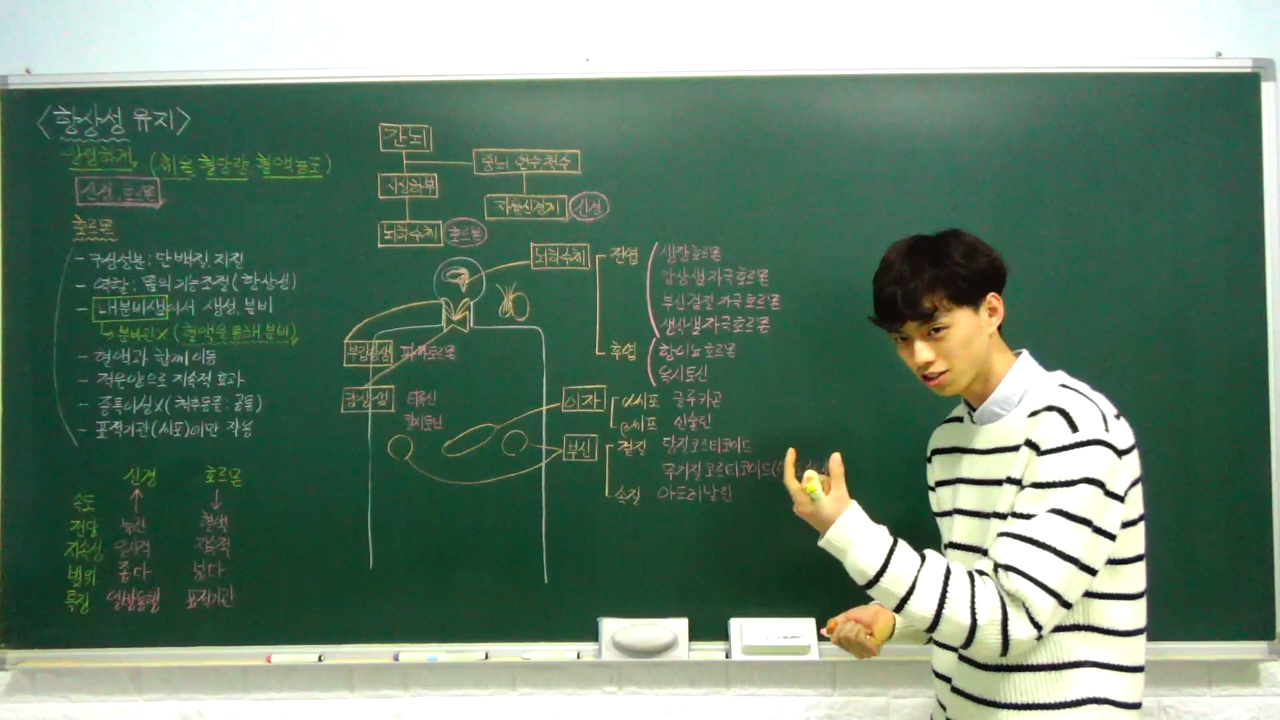 <항상성 유지>
일정하게 (체온, 혈당량, 혈액농도)
신경, 호르몬
호르몬
- 구성성분: 단백질, 지질
- 역할: 몸의 기능조절(항상성)
- 내분비샘에서 생성, 분비
↳ 분비관X (혈액을 통해 분비)
- 혈액과 함께 이동
- 적은양으로 지속적 효과
- 종특이성X (척추동물: 공통)
- 표적기관(세포)에만 작용
신경 호르몬
속도 ↑ ↓
전달 뉴런 혈액
지속성 일시적 지속적
범위 좁다 넓다
특징 일방통행 표적기관
간뇌
중뇌 연수 척수
시상하부
자율신경계 신경
뇌하수체 호르몬
뇌하수체
전엽 생장호르몬
갑상샘 자극 호르몬
부신겉질 자극 호르몬
생식샘 자극 호르몬
후엽 항이뇨 호르몬
옥시토신
부갑상샘 파라토르몬
갑상샘 티록신
칼시토닌
이자 α세포 글루카곤
β세포 인슐린
부신 겉질 당질코르티코이드
무기질 코르티코이드
속질 아드레날린